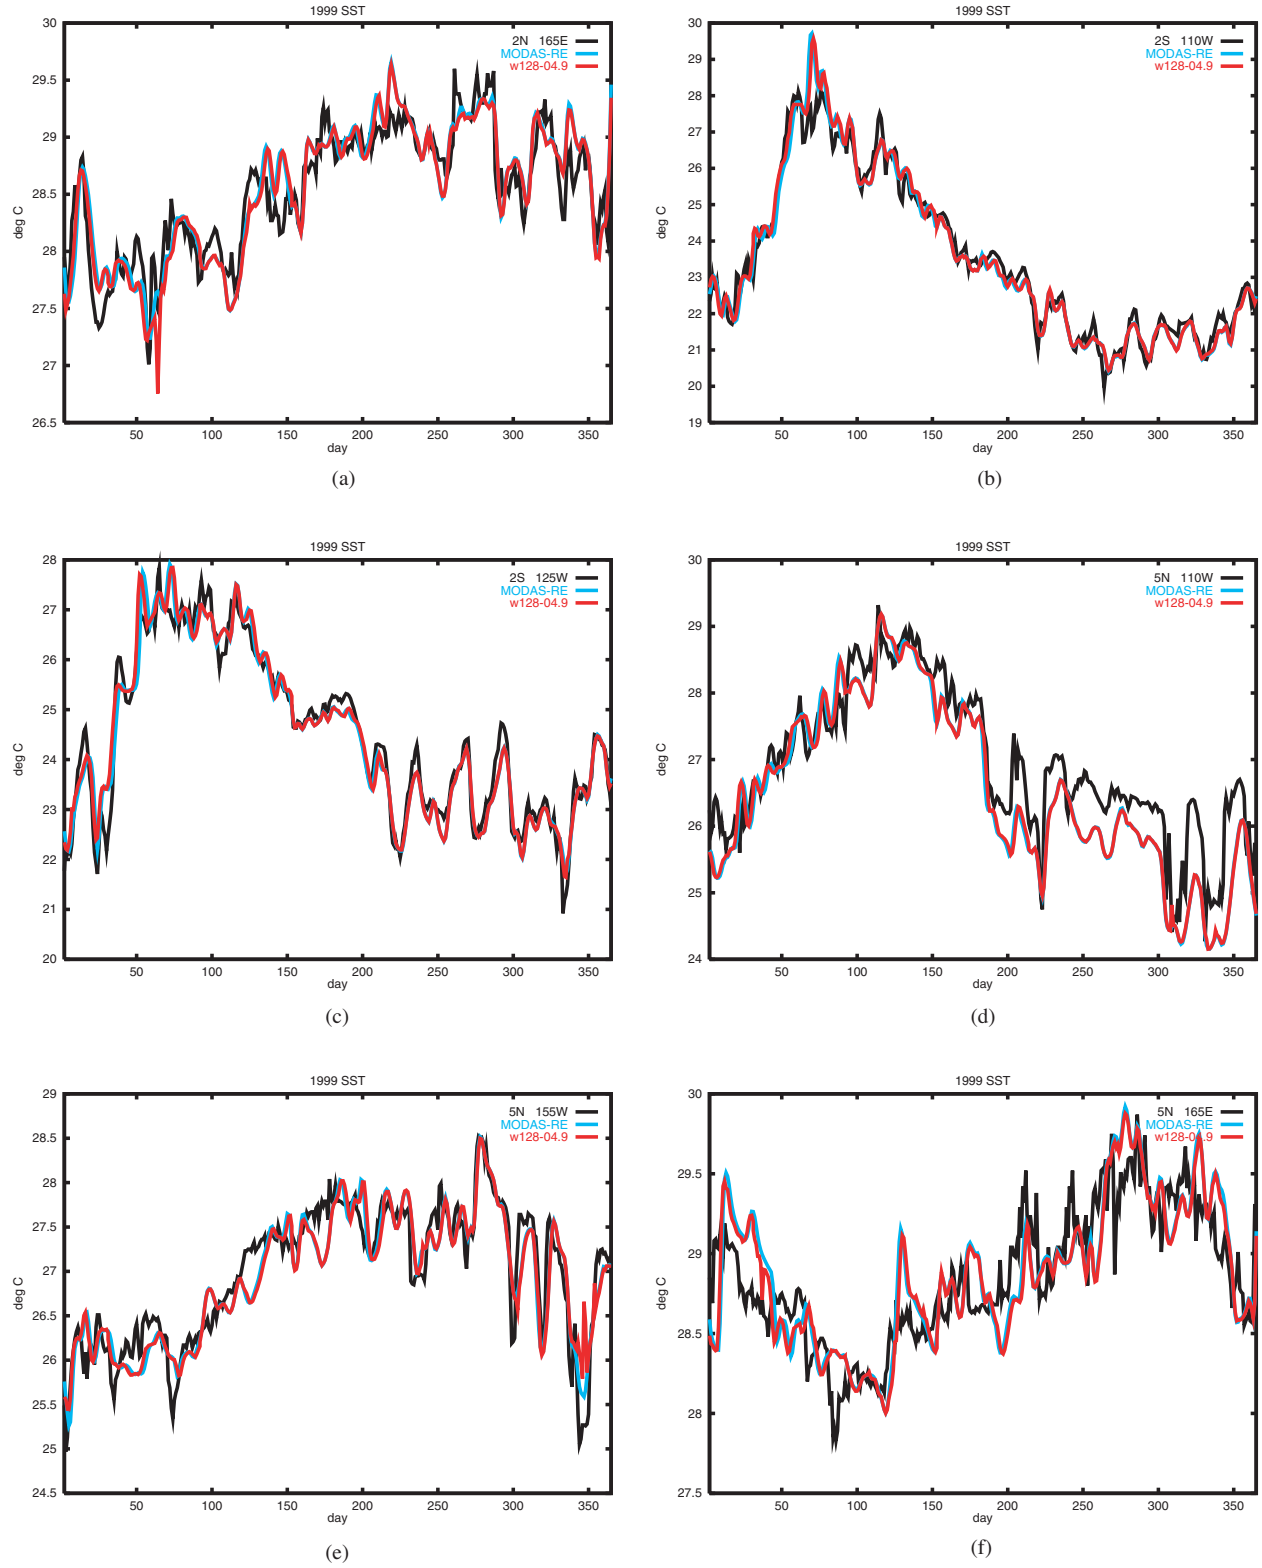 1999 SST
30
29.5
29
28.5
28
27.5
27
26.5
deg C
2N 165E
MODAS-RE
w128-04.9
50 100 150 200 250 300 350
day
(a)
1999 SST
30
29
28
27
26
25
24
23
22
21
20
19
deg C
2S 110W
MODAS-RE
w128-04.9
50 100 150 200 250 300 350
day
(b)
1999 SST
28
27
26
25
24
23
22
21
20
deg C
2S 125W
MODAS-RE
w128-04.9
50 100 150 200 250 300 350
day
(c)
1999 SST
30
29
28
27
26
25
24
deg C
5N 110W
MODAS-RE
w128-04.9
50 100 150 200 250 300 350
day
(d)
1999 SST
29
28.5
28
27.5
27
26.5
26
25.5
25
24.5
deg C
5N 155W
MODAS-RE
w128-04.9
50 100 150 200 250 300 350
day
(e)
1999 SST
30
29.5
29
28.5
28
27.5
deg C
5N 165E
MODAS-RE
w128-04.9
50 100 150 200 250 300 350
day
(f)